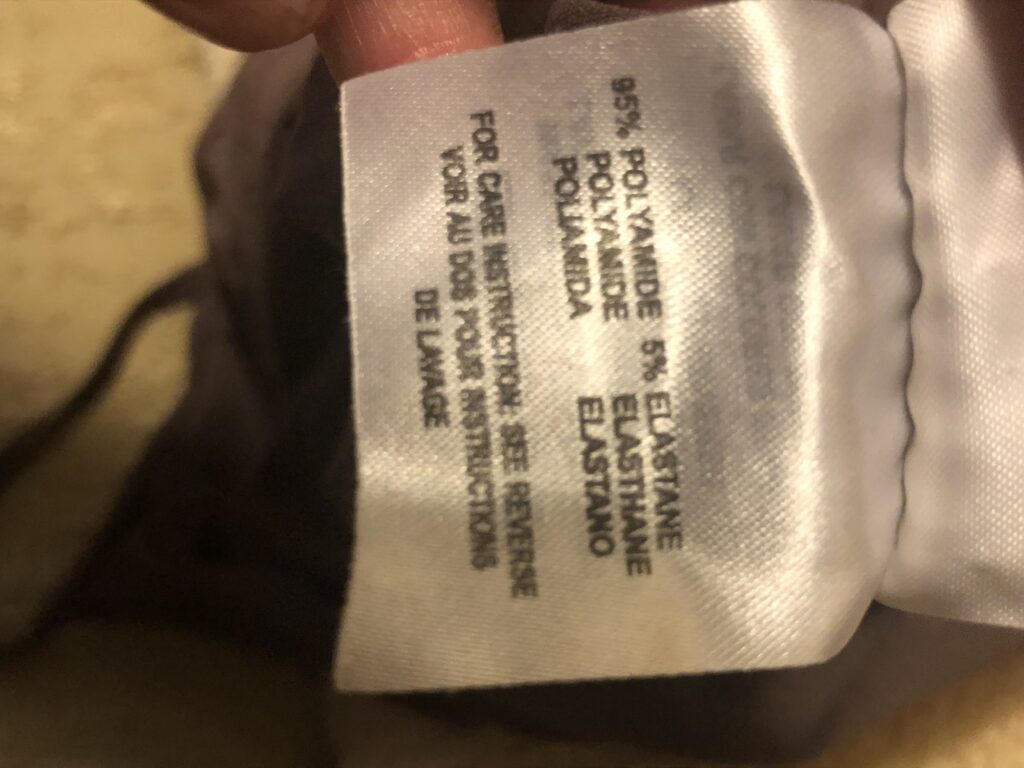 95% POLYAMIDE 5% ELASTANE
POLYAMIDE ELASTHANE
POLIAMIDA ELASTANO
FOR CARE INSTRUCTION SEE REVERSE
VOIR AU DOS POUR INSTRUCTIONS
DE LAVAGE